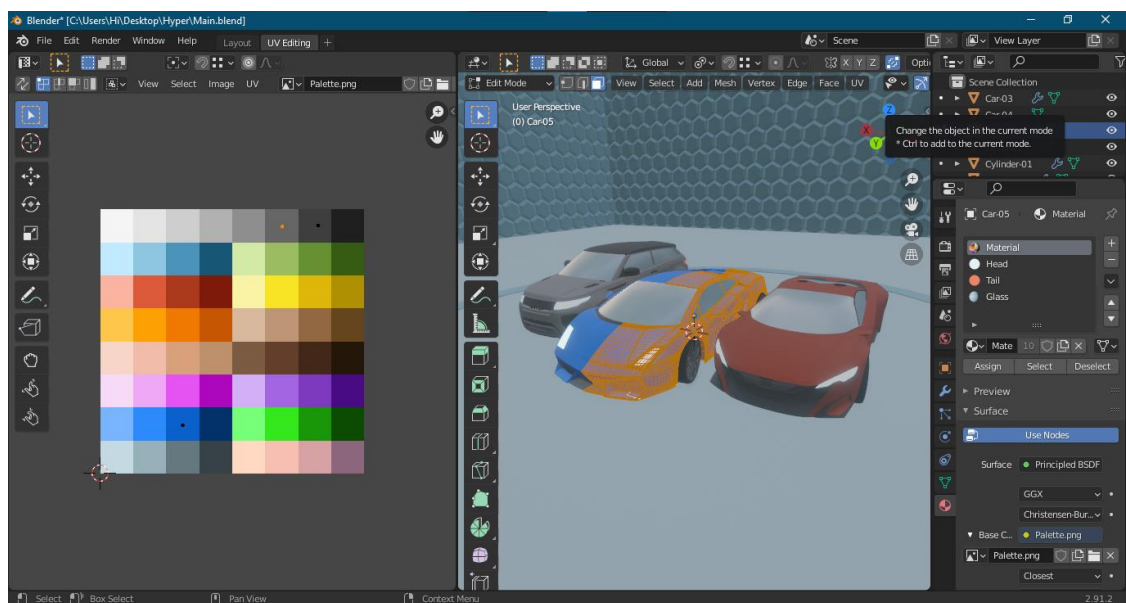 Blender* [C:\Users\Hi\Desktop\Hyper\Main.blend]
File Edit Render Window Help Layout UV Editing + Scene View Layer
Global X Y Z Opti
View Select Image UV Palette.png
Edit Mode View Select Add Mesh Vertex Edge Face UV
User Perspective
(0) Car-05
Z
X
Y
Scene Collection
Car-03
Car-04
Change the object in the current mode
* Ctrl to add to the current mode.
Cylinder-01
Car-05 Material
Material
Head
Tail
Glass
Mate 10
Assign Select Deselect
Preview
Surface
Use Nodes
Surface Principled BSDF
GGX
Christensen-Bur...
Base C... Palette.png
Palette.png
Closest
Select Box Select Pan View Context Menu 2.91.2